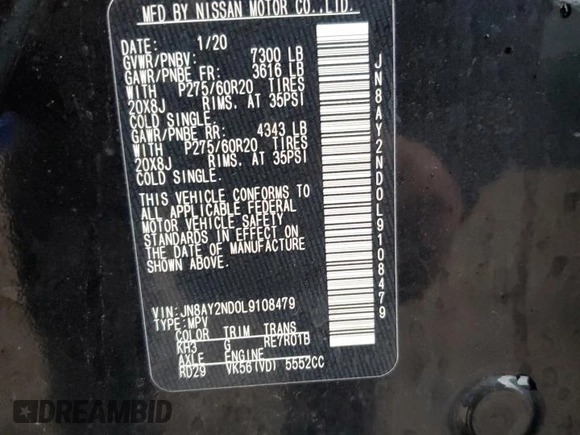 MFD BY NISSAN MOTOR CO.,LTD.
DATE: 1/20
GVWR/PNBV: 7300 LB
GAWR/PNBE FR: 3616 LB
WITH P275/60R20 TIRES
20X8J RIMS. AT 35PSI
COLD SINGLE.
GAWR/PNBE RR: 4343 LB
WITH P275/60R20 TIRES
20X8J RIMS. AT 35PSI
COLD SINGLE.
THIS VEHICLE CONFORMS TO
ALL APPLICABLE FEDERAL
MOTOR VEHICLE SAFETY
STANDARDS IN EFFECT ON
THE DATE OF MANUFACTURE
SHOWN ABOVE.
VIN: JN8AY2ND0L9108479
TYPE: MPV
COLOR TRIM TRANS
KH3 G RE7R01B
AXLE ENGINE
RD29 VK56(VD) 5552CC
JN8AY2ND0L9108479
DREAMBID